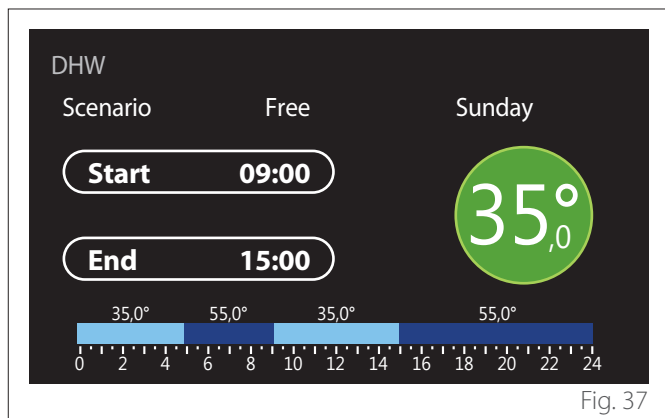 DHW
Scenario Free Sunday
Start 09:00
35,0°
End 15:00
35,0° 55,0° 35,0° 55,0°
0 2 4 6 8 10 12 14 16 18 20 22 24
Fig. 37